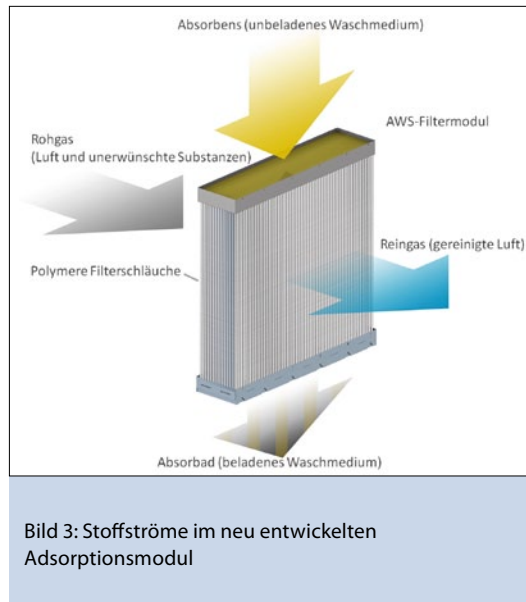 Absorbens (unbeladenes Waschmedium)
AWS-Filtermodul
Rohgas
(Luft und unerwünschte Substanzen)
Reingas (gereinigte Luft)
Polymere Filterschläuche
Absorbad (beladenes Waschmedium)
Bild 3: Stoffströme im neu entwickelten
Adsorptionsmodul